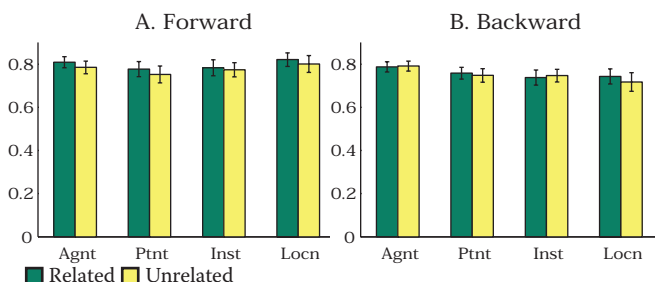 A. Forward
B. Backward
0.8
0.6
0.4
0.2
0
Agnt Ptnt Inst Locn
0.8
0.6
0.4
0.2
0
Agnt Ptnt Inst Locn
Related Unrelated